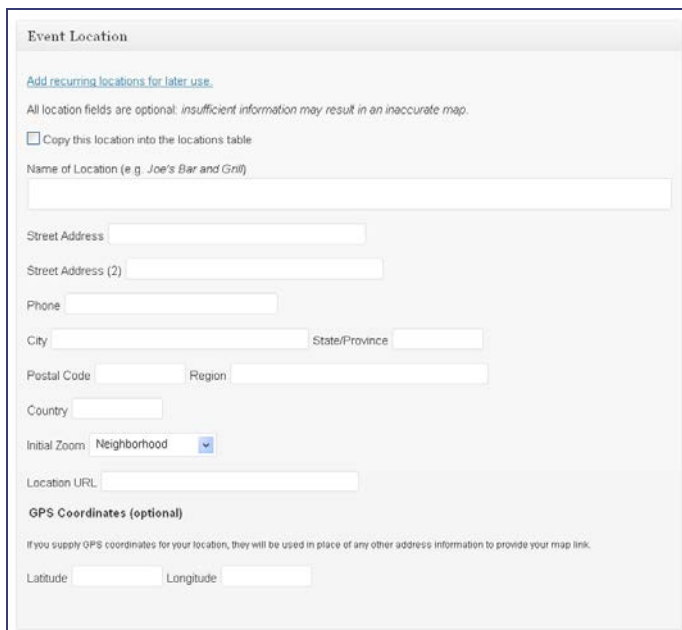 Event Location
Add recurring locations for later use.
All location fields are optional: insufficient information may result in an inaccurate map.
Copy this location into the locations table
Name of Location (e.g. Joe's Bar and Grill)
Street Address
Street Address (2)
Phone
City State/Province
Postal Code Region
Country
Initial Zoom Neighborhood
Location URL
GPS Coordinates (optional)
If you supply GPS coordinates for your location, they will be used in place of any other address information to provide your map link.
Latitude Longitude